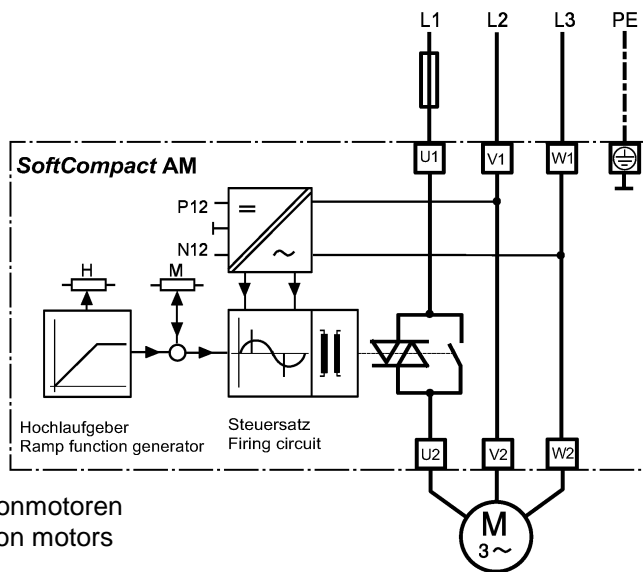 L1 L2 L3 PE
U1 V1 W1
SoftCompact AM
P12
=
N12
~
H M
Hochlaufgeber
Ramp function generator
Steuersatz
Firing circuit
U2 V2 W2
onmotoren
on motors
M
3~